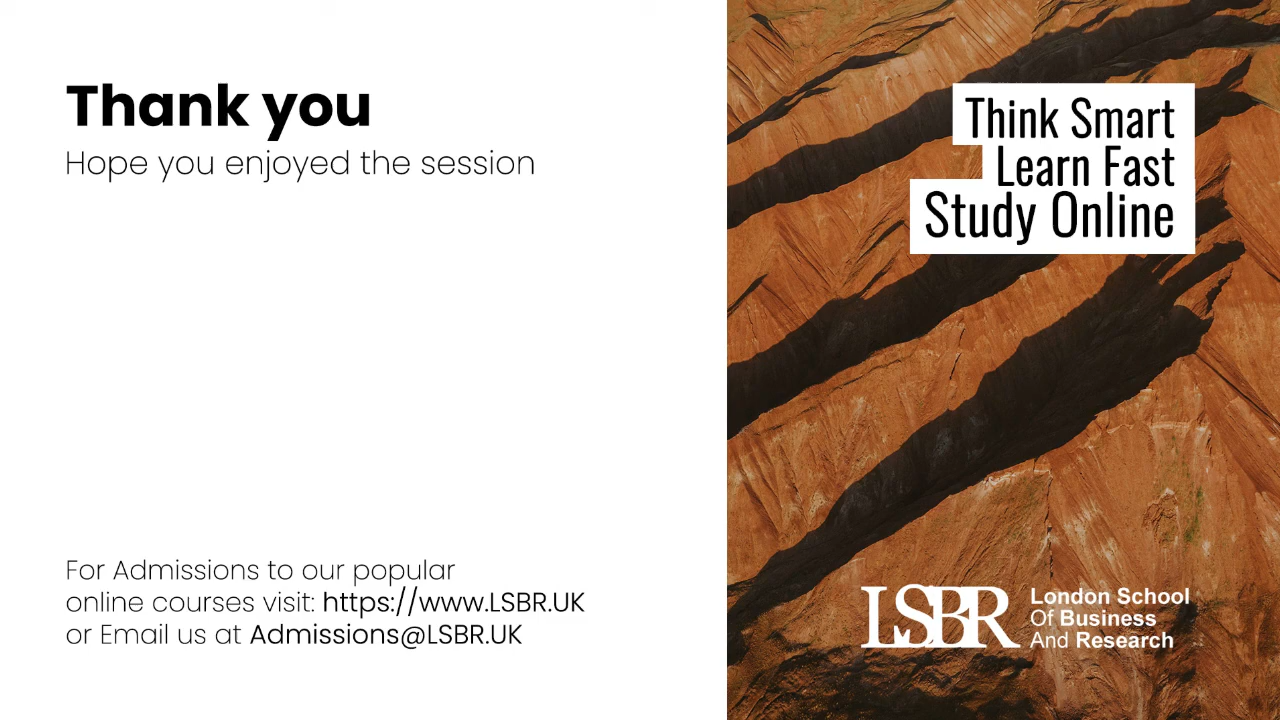 Thank you
Hope you enjoyed the session
Think Smart
Learn Fast
Study Online
For Admissions to our popular
online courses visit: https://www.LSBR.UK
or Email us at Admissions@LSBR.UK
LSBR
London School
Of Business
And Research